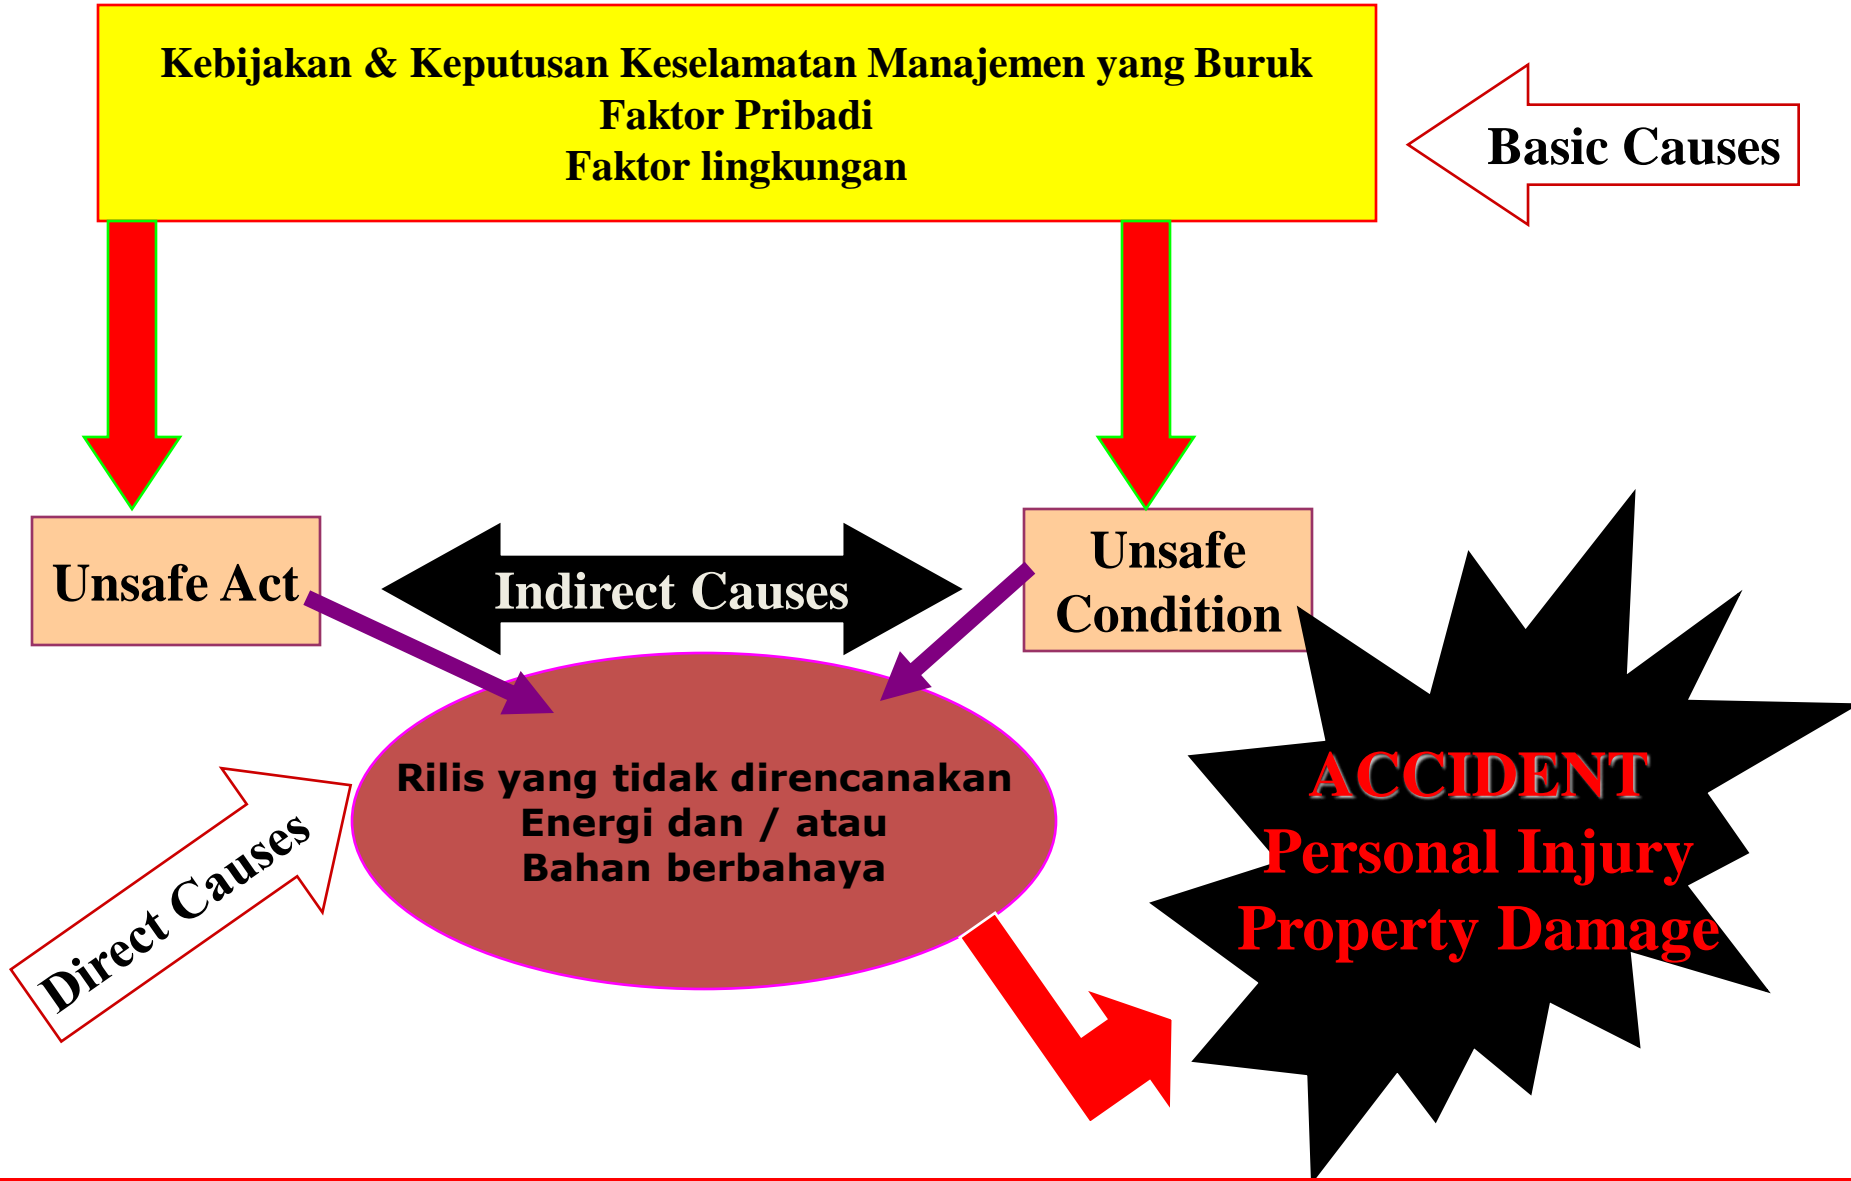 Kebijakan & Keputusan Keselamatan Manajemen yang Buruk
Faktor Pribadi
Faktor lingkungan
Basic Causes
Unsafe Act
Indirect Causes
Unsafe
Condition
Rilis yang tidak direncanakan
Energi dan / atau
Bahan berbahaya
Direct Causes
ACCIDENT
Personal Injury
Property Damage